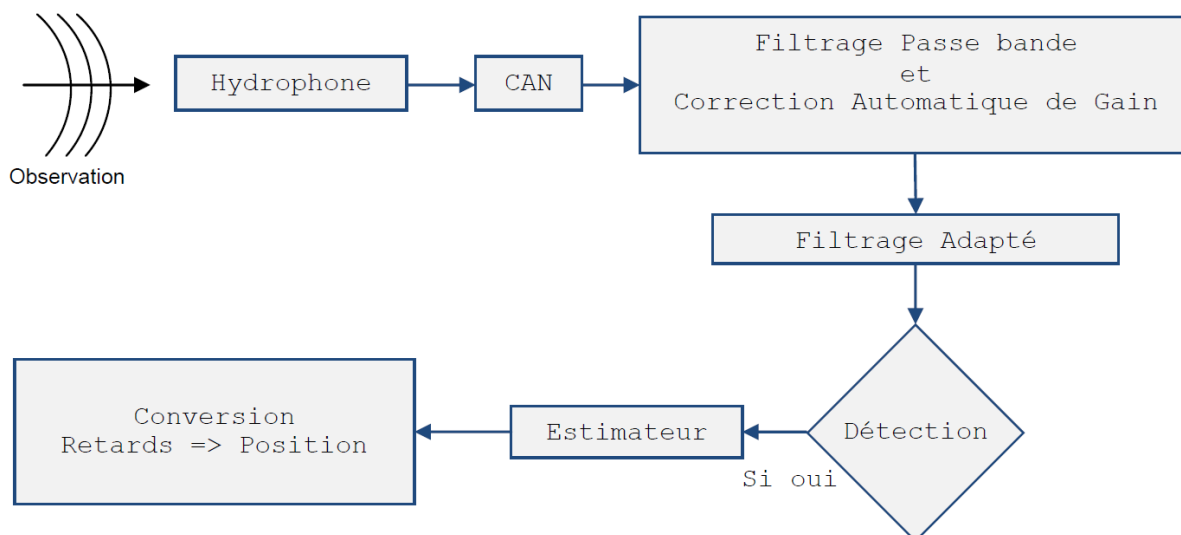 Observation
Hydrophone
CAN
Filtrage Passe bande
et
Correction Automatique de Gain
Filtrage Adapté
Détection
Si oui
Estimateur
Conversion
Retards => Position